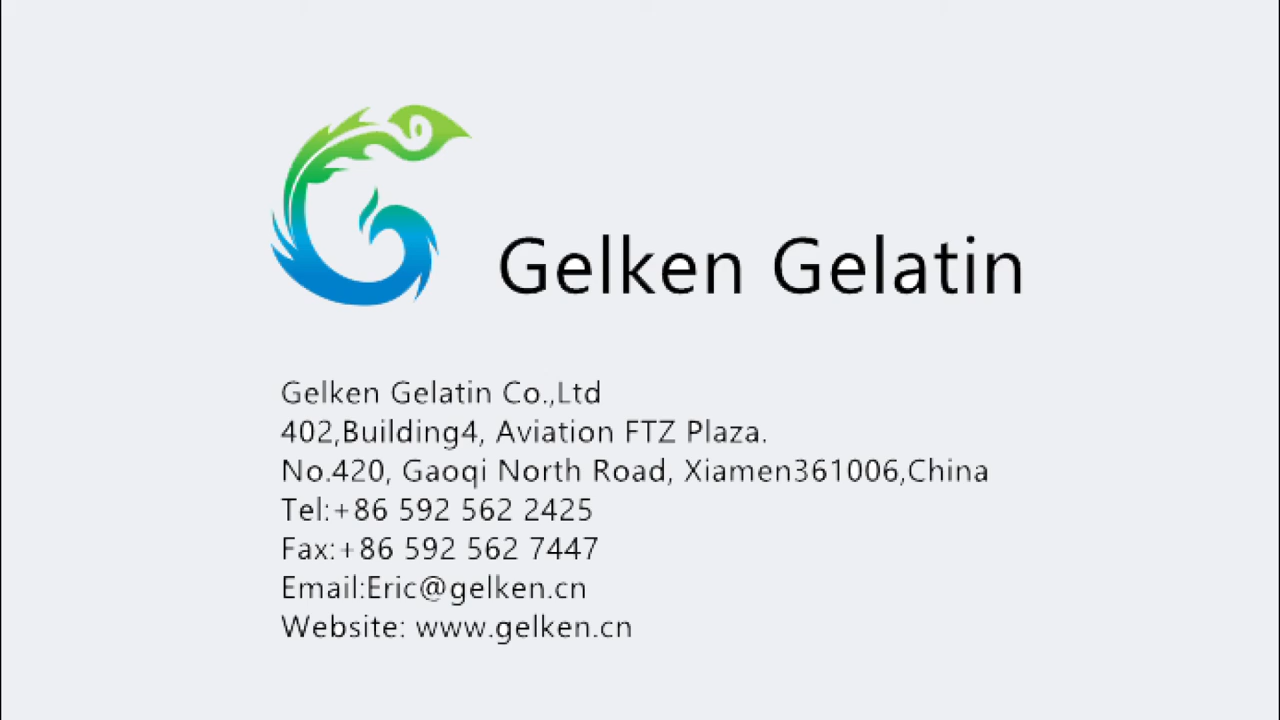 Gelken Gelatin
Gelken Gelatin Co.,Ltd
402,Building4, Aviation FTZ Plaza.
No.420, Gaoqi North Road, Xiamen361006,China
Tel:+86 592 562 2425
Fax:+86 592 562 7447
Email:Eric@gelken.cn
Website: www.gelken.cn